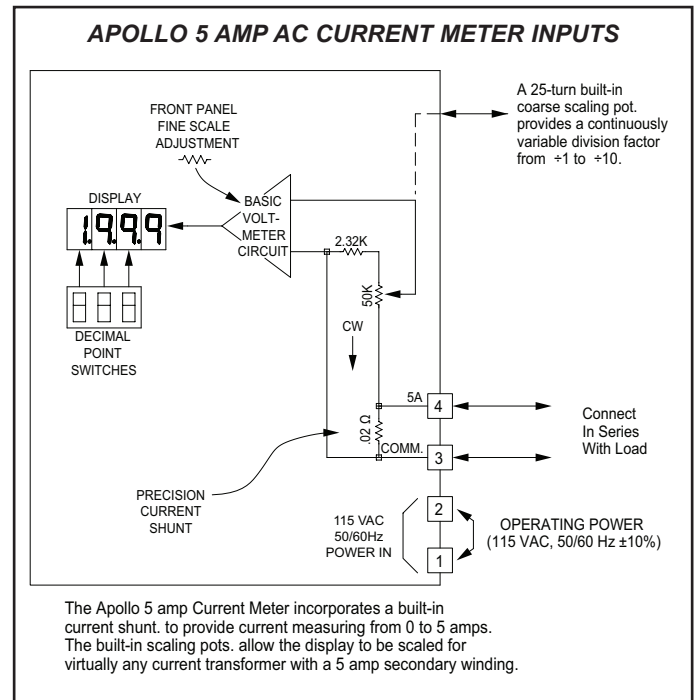 APOLLO 5 AMP AC CURRENT METER INPUTS
A 25-turn built-in
coarse scaling pot.
provides a continuously
variable division factor
from ÷1 to ÷10.
FRONT PANEL
FINE SCALE
ADJUSTMENT
DISPLAY
1.9.9.9
BASIC
VOLT-
METER
CIRCUIT
2.32K
50K
CW
DECIMAL
POINT
SWITCHES
5A
4
.02 Ω
COMM.
3
Connect
In Series
With Load
PRECISION
CURRENT
SHUNT
115 VAC
50/60Hz
POWER IN
2
1
OPERATING POWER
(115 VAC, 50/60 Hz ±10%)
The Apollo 5 amp Current Meter incorporates a built-in
current shunt. to provide current measuring from 0 to 5 amps.
The built-in scaling pots. allow the display to be scaled for
virtually any current transformer with a 5 amp secondary winding.